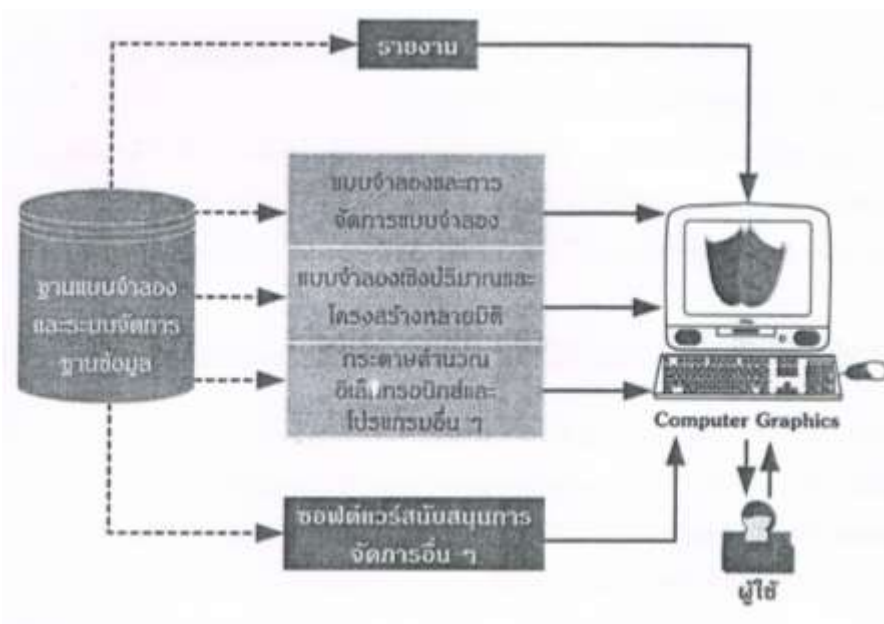 รายงาน
แบบจำลองและการ
จัดการแบบจำลอง
ฐานแบบจำลอง
และระบบจัดการ
ฐานข้อมูล
แบบจำลองเชิงปริมาณและ
โครงสร้างหลายมิติ
กระดาษคำนวณ
อิเล็กทรอนิกส์และ
โปรแกรมอื่น ๆ
Computer Graphics
ซอฟต์แวร์สนับสนุนการ
จัดการอื่น ๆ
ผู้ใช้